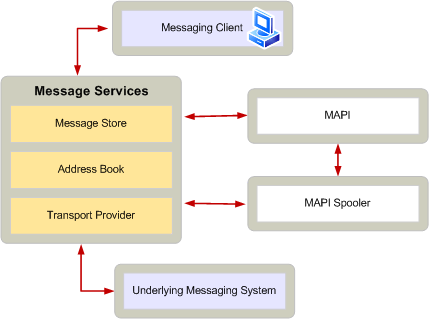 Messaging Client
Message Services
Message Store
Address Book
Transport Provider
MAPI
MAPI Spooler
Underlying Messaging System